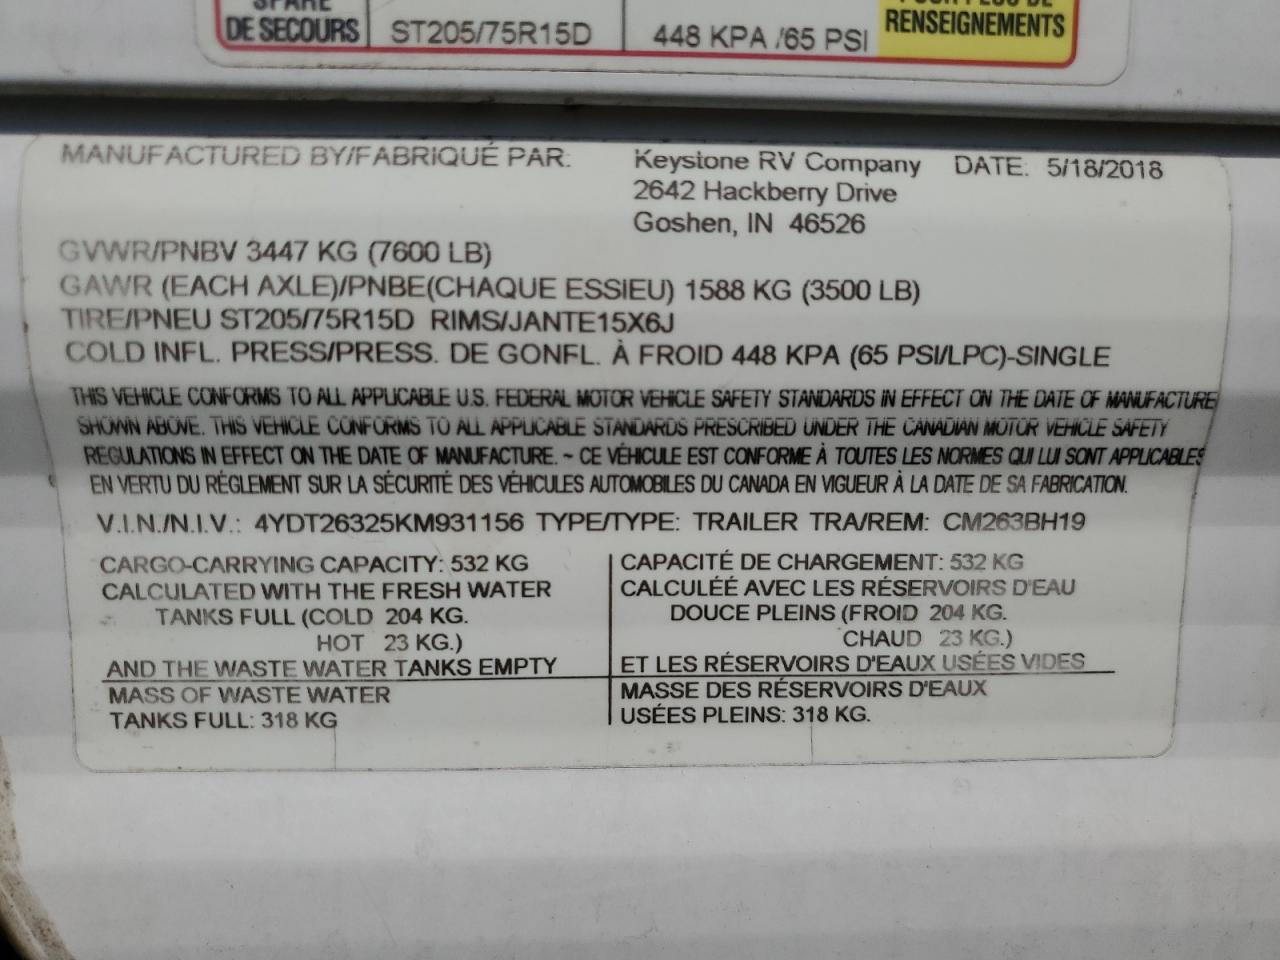 SPARE
DE SECOURS ST205/75R15D 448 KPA /65 PSI
POUR PLUS DE
RENSEIGNEMENTS
MANUFACTURED BY/FABRIQUÉ PAR: Keystone RV Company DATE: 5/18/2018
2642 Hackberry Drive
Goshen, IN 46526
GVWR/PNBV 3447 KG (7600 LB)
GAWR (EACH AXLE)/PNBE(CHAQUE ESSIEU) 1588 KG (3500 LB)
TIRE/PNEU ST205/75R15D RIMS/JANTE15X6J
COLD INFL. PRESS/PRESS. DE GONFL. À FROID 448 KPA (65 PSI/LPC)-SINGLE
THIS VEHICLE CONFORMS TO ALL APPLICABLE U.S. FEDERAL MOTOR VEHICLE SAFETY STANDARDS IN EFFECT ON THE DATE OF MANUFACTURE
SHOWN ABOVE. THIS VEHICLE CONFORMS TO ALL APPLICABLE STANDARDS PRESCRIBED UNDER THE CANADIAN MOTOR VEHICLE SAFETY
REGULATIONS IN EFFECT ON THE DATE OF MANUFACTURE. ~ CE VÉHICULE EST CONFORME À TOUTES LES NORMES QUI LUI SONT APPLICABLES
EN VERTU DU RÉGLEMENT SUR LA SÉCURITÉ DES VÉHICULES AUTOMOBILES DU CANADA EN VIGUEUR À LA DATE DE SA FABRICATION.
V.I.N./N.I.V.: 4YDT26325KM931156 TYPE/TYPE: TRAILER TRA/REM: CM263BH19
CARGO-CARRYING CAPACITY: 532 KG
CALCULATED WITH THE FRESH WATER
TANKS FULL (COLD 204 KG.
HOT 23 KG.)
AND THE WASTE WATER TANKS EMPTY
MASS OF WASTE WATER
TANKS FULL: 318 KG
CAPACITÉ DE CHARGEMENT: 532 KG
CALCULÉÉ AVEC LES RÉSERVOIRS D'EAU
DOUCE PLEINS (FROID 204 KG.
CHAUD 23 KG.)
ET LES RÉSERVOIRS D'EAUX USÉES VIDES
MASSE DES RÉSERVOIRS D'EAUX
USÉES PLEINS: 318 KG.